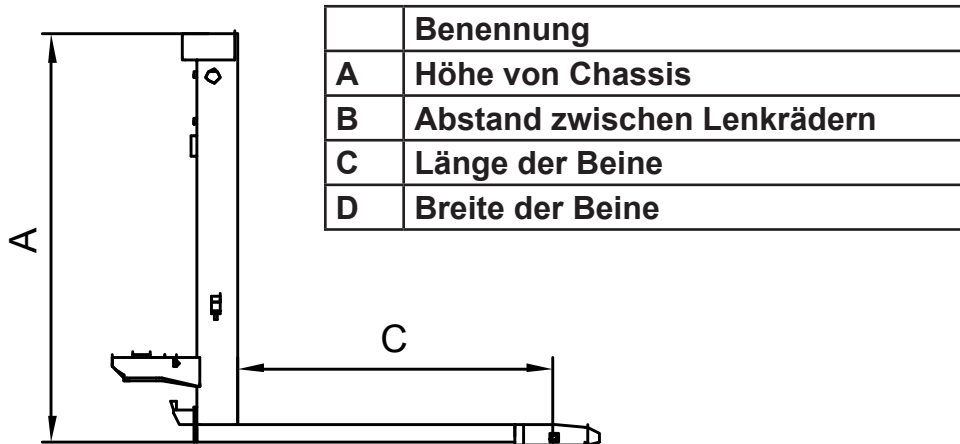 Benennung
A Höhe von Chassis
B Abstand zwischen Lenkrädern
C Länge der Beine
D Breite der Beine
A
C